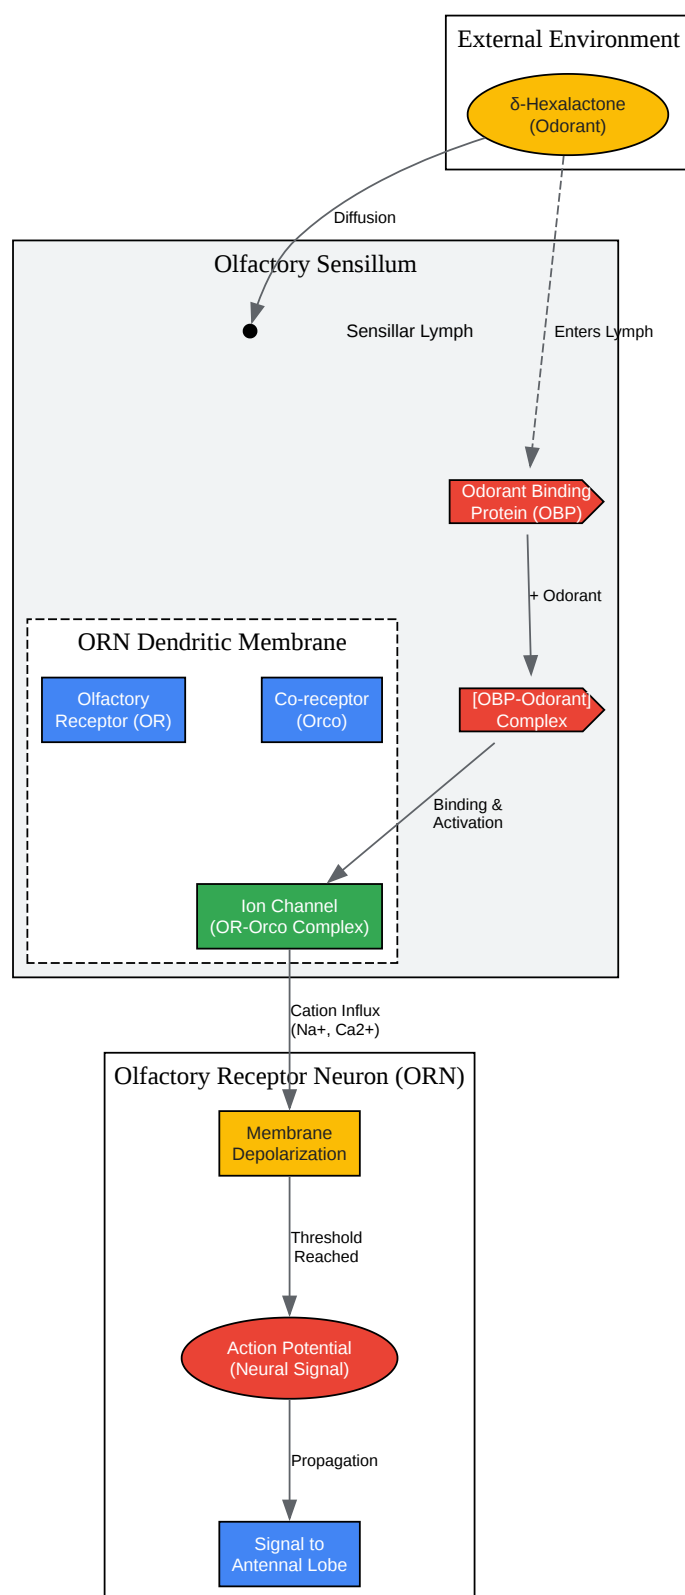 External Environment
δ-Hexalactone
(Odorant)
Diffusion
Olfactory Sensillum
Sensillar Lymph
Enters Lymph
Odorant Binding
Protein (OBP)
+ Odorant
ORN Dendritic Membrane
Olfactory
Receptor (OR)
Co-receptor
(Orco)
[OBP-Odorant]
Complex
Binding &
Activation
Ion Channel
(OR-Orco Complex)
Cation Influx
(Na+, Ca2+)
Olfactory Receptor Neuron (ORN)
Membrane
Depolarization
Threshold
Reached
Action Potential
(Neural Signal)
Propagation
Signal to
Antennal Lobe